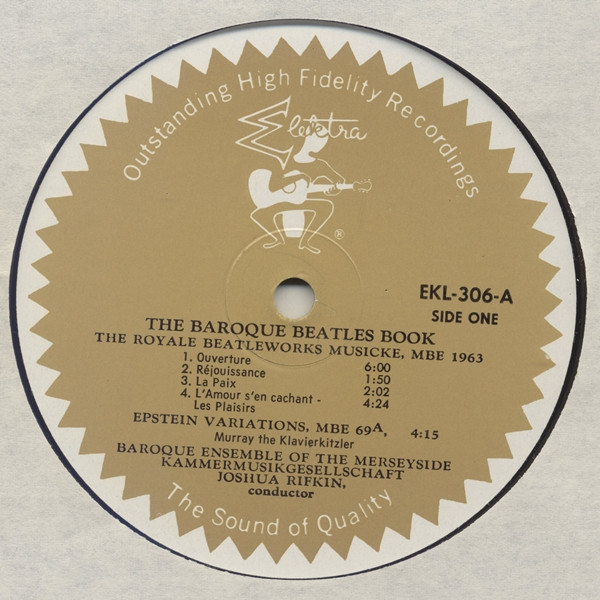 Outstanding High Fidelity Recordings
Elektra
®
EKL-306-A
SIDE ONE
THE BAROQUE BEATLES BOOK
THE ROYALE BEATLEWORKS MUSICKE, MBE 1963
1. Ouverture 6:00
2. Réjouissance 1:50
3. La Paix 2:02
4. L'Amour s'en cachant - 4:24
Les Plaisirs
EPSTEIN VARIATIONS, MBE 69A, 4:15
Murray the Klavierkitzler
BAROQUE ENSEMBLE OF THE MERSEYSIDE
KAMMERMUSIKGESELLSCHAFT
JOSHUA RIFKIN,
conductor
The Sound of Quality